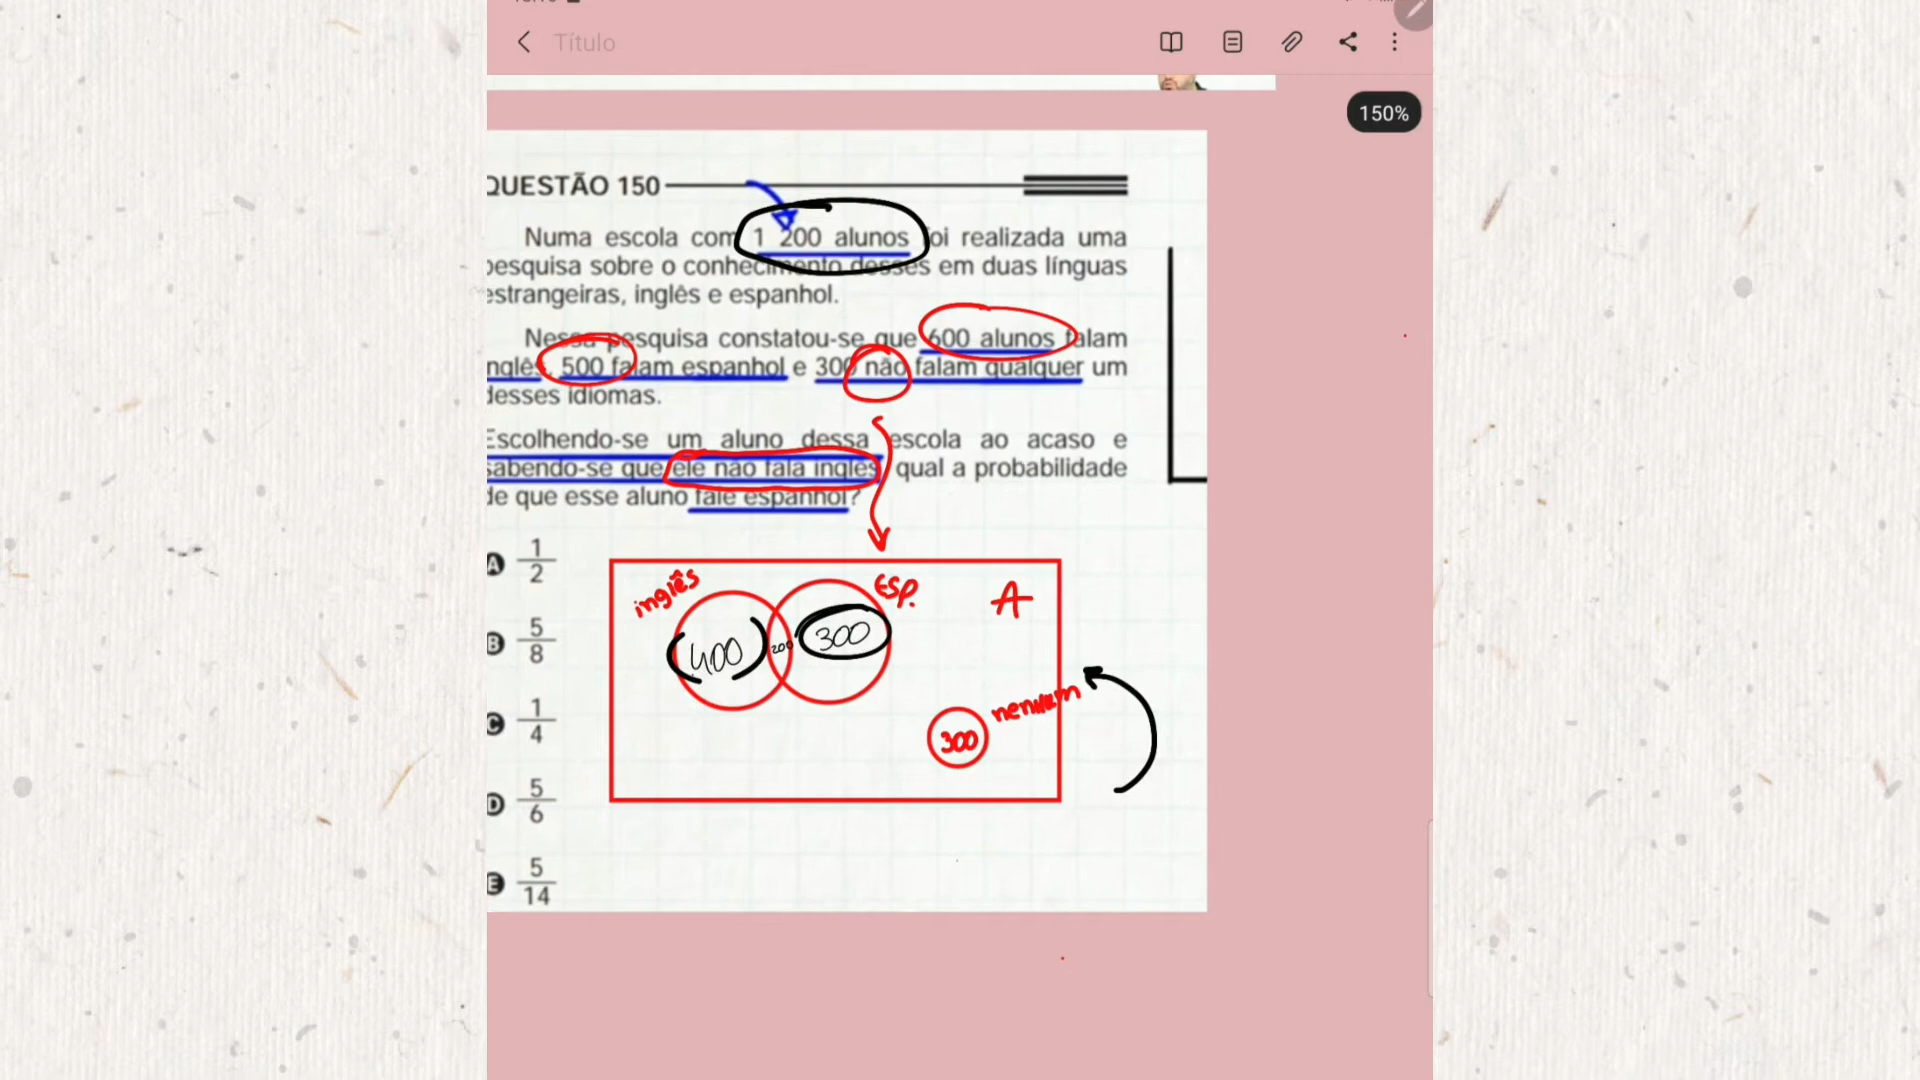 Título
150%
QUESTÃO 150
Numa escola com 1 200 alunos foi realizada uma
pesquisa sobre o conhecimento desses em duas línguas
estrangeiras, inglês e espanhol.
Nessa pesquisa constatou-se que 600 alunos falam
inglês, 500 falam espanhol e 300 não falam qualquer um
desses idiomas.
Escolhendo-se um aluno dessa escola ao acaso e
sabendo-se que ele não fala inglês qual a probabilidade
de que esse aluno fale espanhol?
A 1/2
B 5/8
C 1/4
D 5/6
E 5/14
inglês ESP. A
400 200 300
300